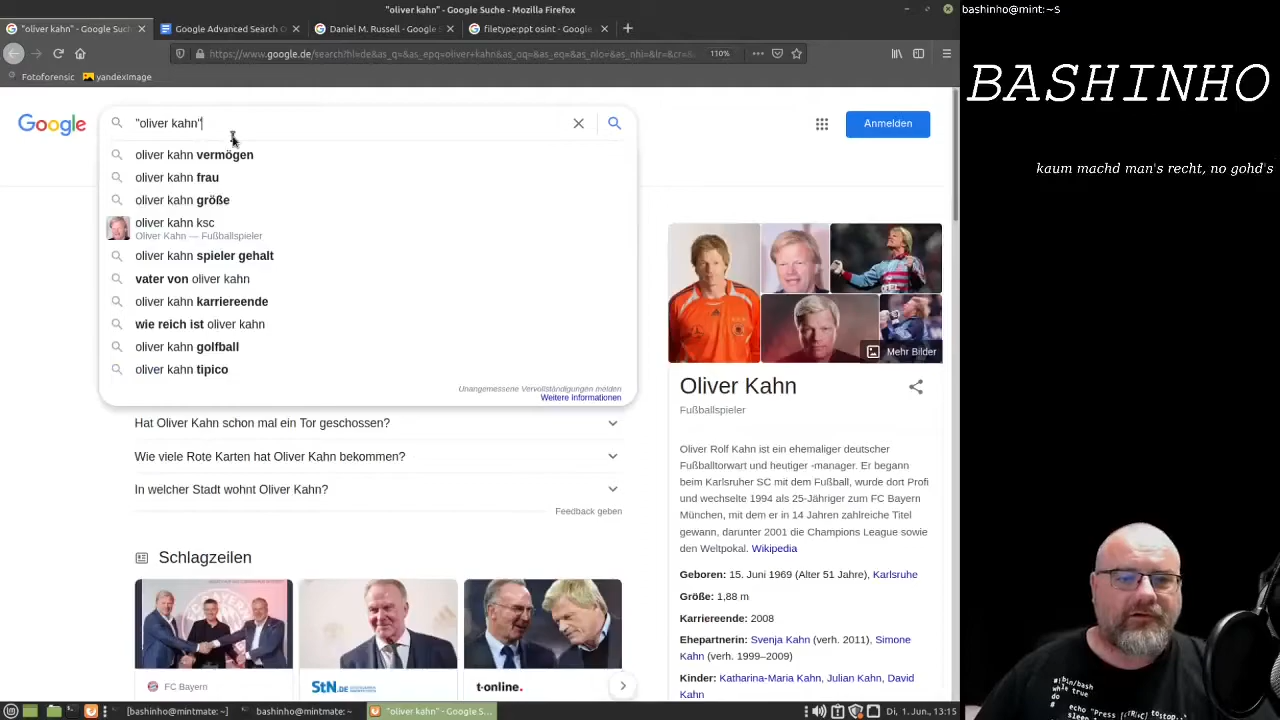 "oliver kahn" - Google Suche - Mozilla Firefox
bashinho@mint:~$
"oliver kahn" - Google Suc
Google Advanced Search O
Daniel M. Russell - Google S
filetype:ppt osint - Google
https://www.google.de/search?hl=de&as_q=&as_epq=oliver+kahn&as_oq=&as_eq=&as_nlo=&as_nhi=&lr=&cr=&
110%
Fotoforensic
yandexImage
BASHINHO
kaum machd man's recht, no gohd's
Google
"oliver kahn"
Anmelden
oliver kahn vermögen
oliver kahn frau
oliver kahn größe
oliver kahn ksc
Oliver Kahn — Fußballspieler
oliver kahn spieler gehalt
vater von oliver kahn
oliver kahn karriereende
wie reich ist oliver kahn
oliver kahn golfball
oliver kahn tipico
Unangemessene Vervollständigungen melden
Weitere Informationen
Hat Oliver Kahn schon mal ein Tor geschossen?
Wie viele Rote Karten hat Oliver Kahn bekommen?
In welcher Stadt wohnt Oliver Kahn?
Feedback geben
Schlagzeilen
FC Bayern
StN.DE
t-online.
Mehr Bilder
Oliver Kahn
Fußballspieler
Oliver Rolf Kahn ist ein ehemaliger deutscher
Fußballtorwart und heutiger -manager. Er begann
beim Karlsruher SC mit dem Fußball, wurde dort Profi
und wechselte 1994 als 25-Jähriger zum FC Bayern
München, mit dem er in 14 Jahren zahlreiche Titel
gewann, darunter 2001 die Champions League sowie
den Weltpokal. Wikipedia
Geboren: 15. Juni 1969 (Alter 51 Jahre), Karlsruhe
Größe: 1,88 m
Karriereende: 2008
Ehepartnerin: Svenja Kahn (verh. 2011), Simone
Kahn (verh. 1999–2009)
Kinder: Katharina-Maria Kahn, Julian Kahn, David
Kahn
#!bin/bash
while true
do
echo "Press
[bashinho@mintmate:~]
bashinho@mintmate: ~
"oliver kahn" - Google S...
Di, 1. Jun., 13:15